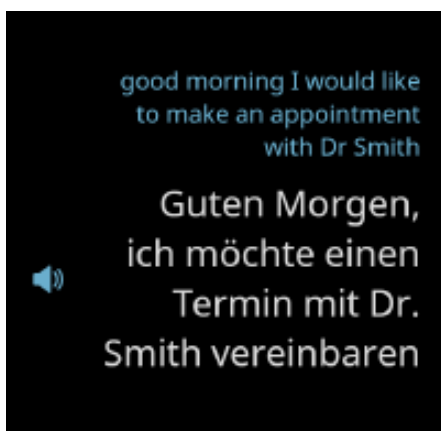 good morning I would like
to make an appointment
with Dr Smith
Guten Morgen,
ich möchte einen
Termin mit Dr.
Smith vereinbaren